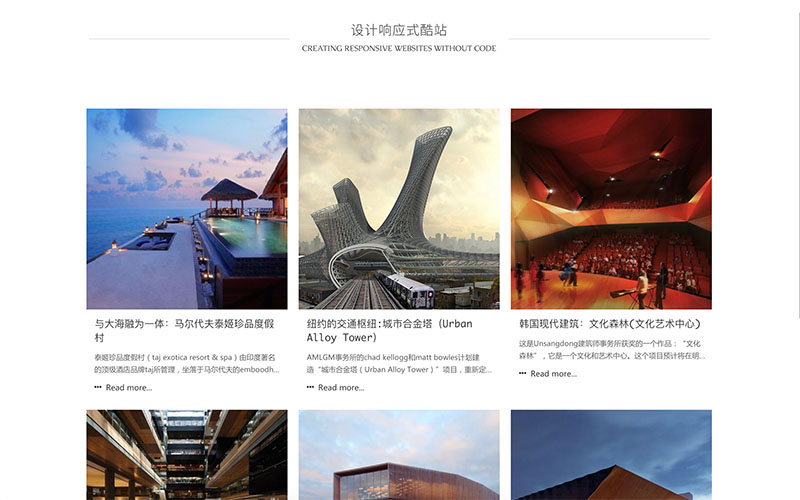 设计响应式酷站
CREATING RESPONSIVE WEBSITES WITHOUT CODE
与大海融为一体：马尔代夫泰姬珍品度假
村
泰姬珍品度假村（taj exotica resort & spa）由印度著名
的顶级酒店品牌taj所管理，坐落于马尔代夫的emboodh...
Read more...
纽约的交通枢纽:城市合金塔（Urban
Alloy Tower）
AMLGM事务所的chad kellogg和matt bowles计划建
造“城市合金塔（Urban Alloy Tower）”项目，重新定...
Read more...
韩国现代建筑：文化森林(文化艺术中心)
这是Unsangdong建筑师事务所获奖的一个作品：“文化
森林”，它是一个文化和艺术中心。这个项目预计将在明...
Read more...